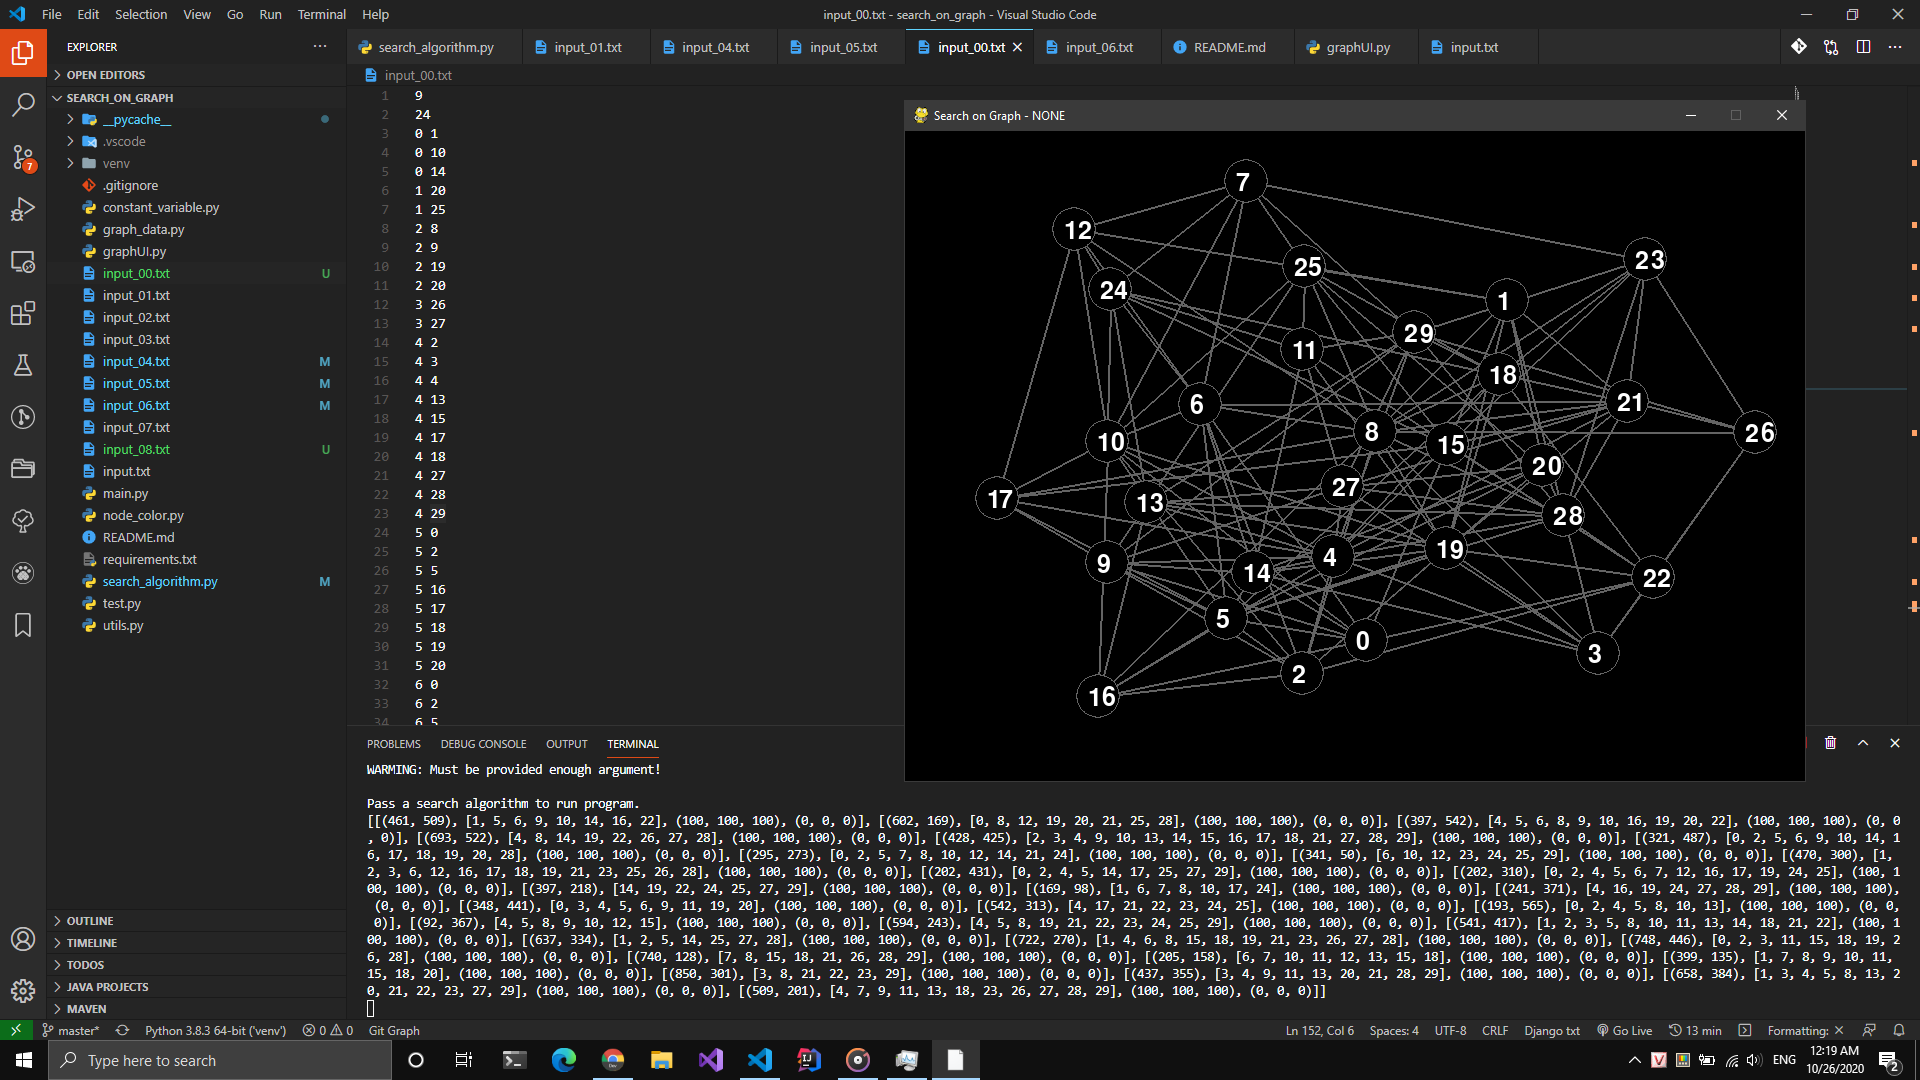 File Edit Selection View Go Run Terminal Help
input_00.txt - search_on_graph - Visual Studio Code
EXPLORER
OPEN EDITORS
SEARCH_ON_GRAPH
__pycache__
.vscode
venv
.gitignore
constant_variable.py
graph_data.py
graphUI.py
input_00.txt U
input_01.txt
input_02.txt
input_03.txt
input_04.txt M
input_05.txt M
input_06.txt M
input_07.txt
input_08.txt U
input.txt
main.py
node_color.py
README.md
requirements.txt
search_algorithm.py M
test.py
utils.py
OUTLINE
TIMELINE
TODOS
JAVA PROJECTS
MAVEN
7
search_algorithm.py input_01.txt input_04.txt input_05.txt input_00.txt input_06.txt README.md graphUI.py input.txt
input_00.txt
1 9
2 24
3 0 1
4 0 10
5 0 14
6 1 20
7 1 25
8 2 8
9 2 9
10 2 19
11 2 20
12 3 26
13 3 27
14 4 2
15 4 3
16 4 4
17 4 13
18 4 15
19 4 17
20 4 18
21 4 27
22 4 28
23 4 29
24 5 0
25 5 2
26 5 5
27 5 16
28 5 17
29 5 18
30 5 19
31 5 20
32 6 0
33 6 2
34 6 5
Search on Graph - NONE
7
12
23
25
24
1
29
11
18
6
21
8
26
10
15
20
27
17
13
28
19
4
9
14
22
5
0
3
2
16
PROBLEMS DEBUG CONSOLE OUTPUT TERMINAL
WARNING: Must be provided enough argument!
Pass a search algorithm to run program.
[[(461, 509), [1, 5, 6, 9, 10, 14, 16, 22], (100, 100, 100), (0, 0, 0)], [(602, 169), [0, 8, 12, 19, 20, 21, 25, 28], (100, 100, 100), (0, 0, 0)], [(397, 542), [4, 5, 6, 8, 9, 10, 16, 19, 20, 22], (100, 100, 100), (0, 0
, 0)], [(693, 522), [4, 8, 14, 19, 22, 26, 27, 28], (100, 100, 100), (0, 0, 0)], [(428, 425), [2, 3, 4, 9, 10, 13, 14, 15, 16, 17, 18, 21, 27, 28, 29], (100, 100, 100), (0, 0, 0)], [(321, 487), [0, 2, 5, 6, 9, 10, 14, 1
6, 17, 18, 19, 20, 28], (100, 100, 100), (0, 0, 0)], [(295, 273), [0, 2, 5, 7, 8, 10, 12, 14, 21, 24], (100, 100, 100), (0, 0, 0)], [(341, 50), [6, 10, 12, 23, 24, 25, 29], (100, 100, 100), (0, 0, 0)], [(470, 300), [1,
2, 3, 6, 12, 16, 17, 18, 19, 21, 23, 25, 26, 28], (100, 100, 100), (0, 0, 0)], [(202, 431), [0, 2, 4, 5, 14, 17, 25, 27, 29], (100, 100, 100), (0, 0, 0)], [(202, 310), [0, 2, 4, 5, 6, 7, 12, 16, 17, 19, 24, 25], (100, 1
00, 100), (0, 0, 0)], [(397, 218), [14, 19, 22, 24, 25, 27, 29], (100, 100, 100), (0, 0, 0)], [(169, 98), [1, 6, 7, 8, 10, 17, 24], (100, 100, 100), (0, 0, 0)], [(241, 371), [4, 16, 19, 24, 27, 28, 29], (100, 100, 100),
(0, 0, 0)], [(348, 441), [0, 3, 4, 5, 6, 9, 11, 19, 20], (100, 100, 100), (0, 0, 0)], [(542, 313), [4, 17, 21, 22, 23, 24, 25], (100, 100, 100), (0, 0, 0)], [(193, 565), [0, 2, 4, 5, 8, 10, 13], (100, 100, 100), (0, 0,
0)], [(92, 367), [4, 5, 8, 9, 10, 12, 15], (100, 100, 100), (0, 0, 0)], [(594, 243), [4, 5, 8, 19, 21, 22, 23, 24, 25, 29], (100, 100, 100), (0, 0, 0)], [(541, 417), [1, 2, 3, 5, 8, 10, 11, 13, 14, 18, 21, 22], (100, 1
00, 100), (0, 0, 0)], [(637, 334), [1, 2, 5, 14, 25, 27, 28], (100, 100, 100), (0, 0, 0)], [(722, 270), [1, 4, 6, 8, 15, 18, 19, 21, 23, 26, 27, 28], (100, 100, 100), (0, 0, 0)], [(748, 446), [0, 2, 3, 11, 15, 18, 19, 2
6, 28], (100, 100, 100), (0, 0, 0)], [(740, 128), [7, 8, 15, 18, 21, 26, 28, 29], (100, 100, 100), (0, 0, 0)], [(205, 158), [6, 7, 10, 11, 12, 13, 15, 18], (100, 100, 100), (0, 0, 0)], [(399, 135), [1, 7, 8, 9, 10, 11,
15, 18, 20], (100, 100, 100), (0, 0, 0)], [(850, 301), [3, 8, 21, 22, 23, 29], (100, 100, 100), (0, 0, 0)], [(437, 355), [3, 4, 9, 11, 13, 20, 21, 28, 29], (100, 100, 100), (0, 0, 0)], [(658, 384), [1, 3, 4, 5, 8, 13, 2
0, 21, 22, 23, 27, 29], (100, 100, 100), (0, 0, 0)], [(509, 201), [4, 7, 9, 11, 13, 18, 23, 26, 27, 28, 29], (100, 100, 100), (0, 0, 0)]]
master* Python 3.8.3 64-bit ('venv') 0 0 Git Graph Ln 152, Col 6 Spaces: 4 UTF-8 CRLF Django txt Go Live 13 min Formatting: ×
Type here to search
ENG
12:19 AM
10/26/2020
2